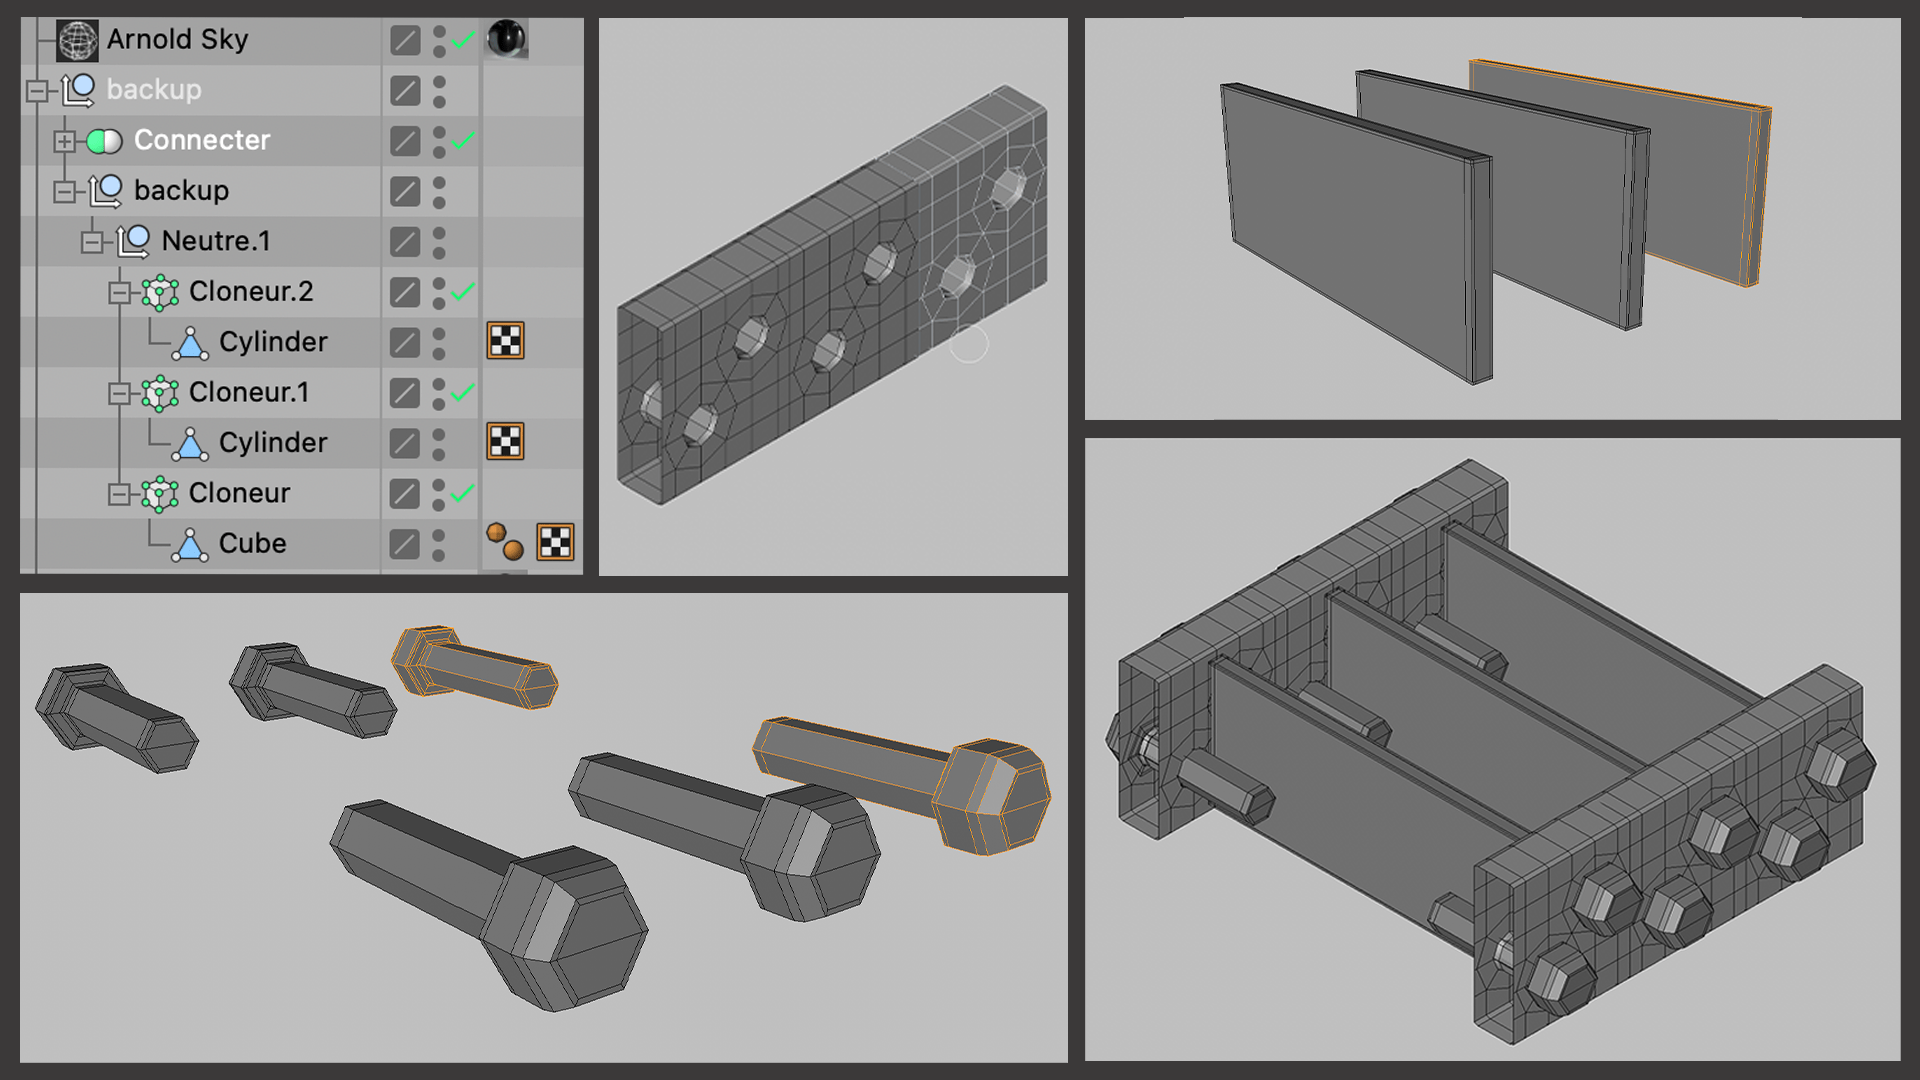 Arnold Sky
backup
Connecter
backup
Neutre.1
Cloneur.2
Cylinder
Cloneur.1
Cylinder
Cloneur
Cube